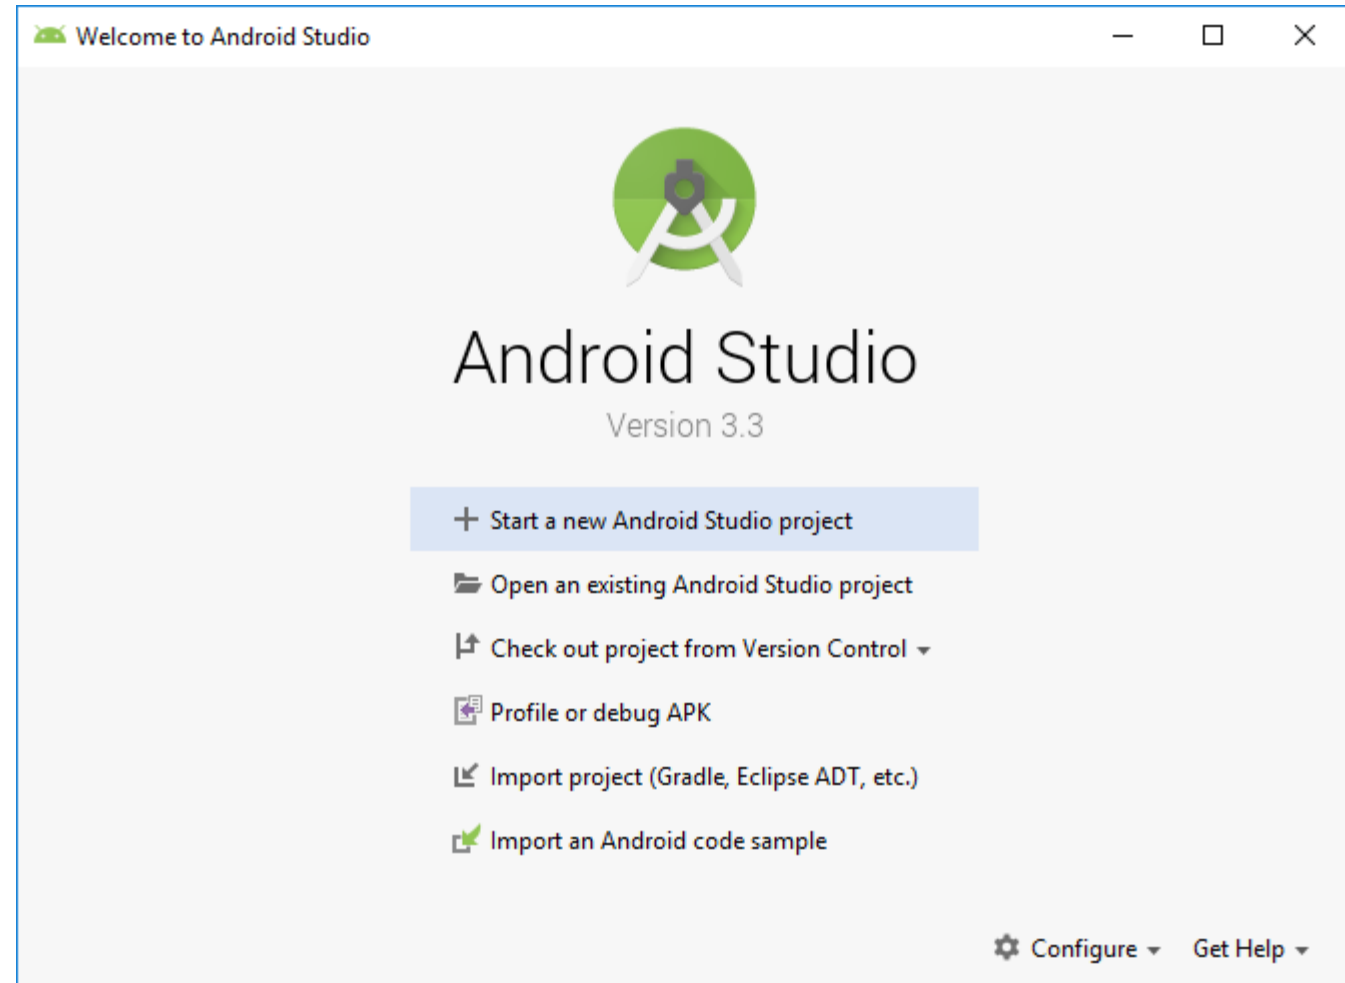 Welcome to Android Studio
Android Studio
Version 3.3
Start a new Android Studio project
Open an existing Android Studio project
Check out project from Version Control
Profile or debug APK
Import project (Gradle, Eclipse ADT, etc.)
Import an Android code sample
Configure Get Help